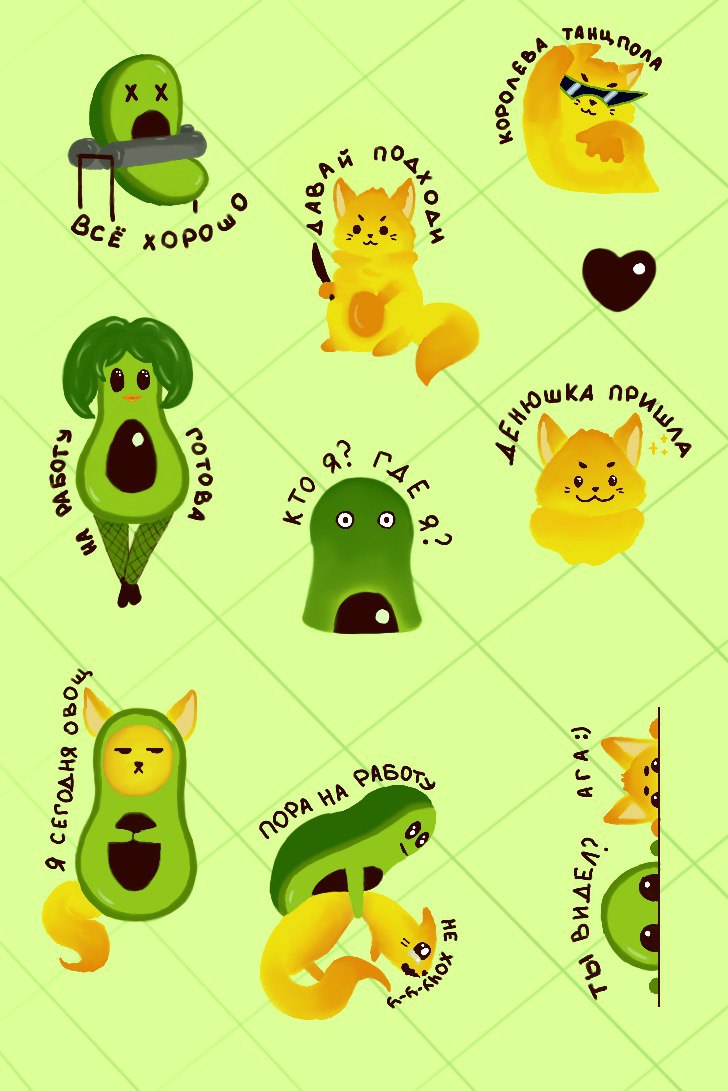 КОРОЛЕВА ТАНЦПОЛА
ВСЁ ХОРОШО
ДАВАЙ ПОДХОДИ
ДЕНЮШКА ПРИШЛА
ГОТОВА
НА РАБОТУ
КТО Я? ГДЕ Я?
Я СЕГОДНЯ ОВОЩ
ПОРА НА РАБОТУ
НЕ ХОЧУ-У-У
ТЫ ВИДЕЛ?
АГА:)